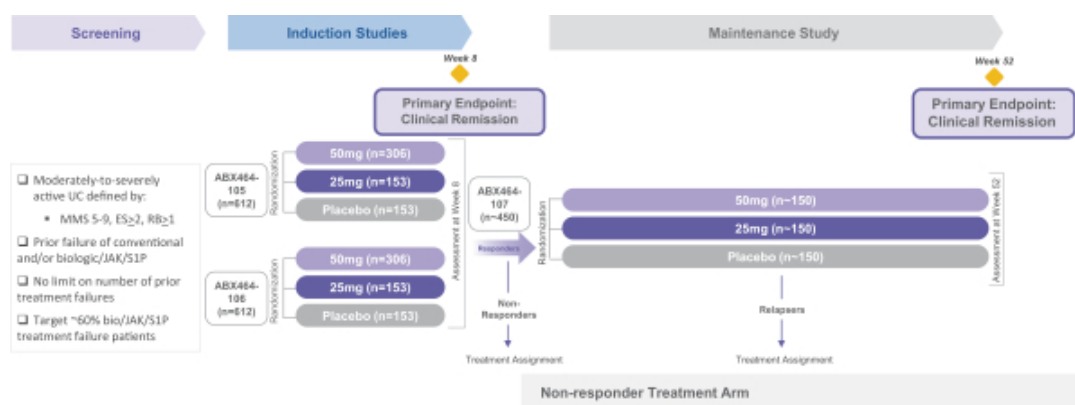 Screening
Induction Studies
Maintenance Study
Week 8
Week 52
Primary Endpoint:
Clinical Remission
Primary Endpoint:
Clinical Remission
❑ Moderately-to-severely
active UC defined by:
▪ MMS 5-9, ES≥2, RB≥1
❑ Prior failure of conventional
and/or biologic/JAK/S1P
❑ No limit on number of prior
treatment failures
❑ Target ~60% bio/JAK/S1P
treatment failure patients
ABX464-
105
(n=612)
Randomization
50mg (n=306)
25mg (n=153)
Placebo (n=153)
ABX464-
106
(n=612)
Randomization
50mg (n=306)
25mg (n=153)
Placebo (n=153)
Assessment at Week 8
ABX464-
107
(n~450)
Responders
Non-
Responders
Treatment Assignment
Randomization
50mg (n~150)
25mg (n~150)
Placebo (n~150)
Assessment at Week 52
Relapsers
Treatment Assignment
Non-responder Treatment Arm